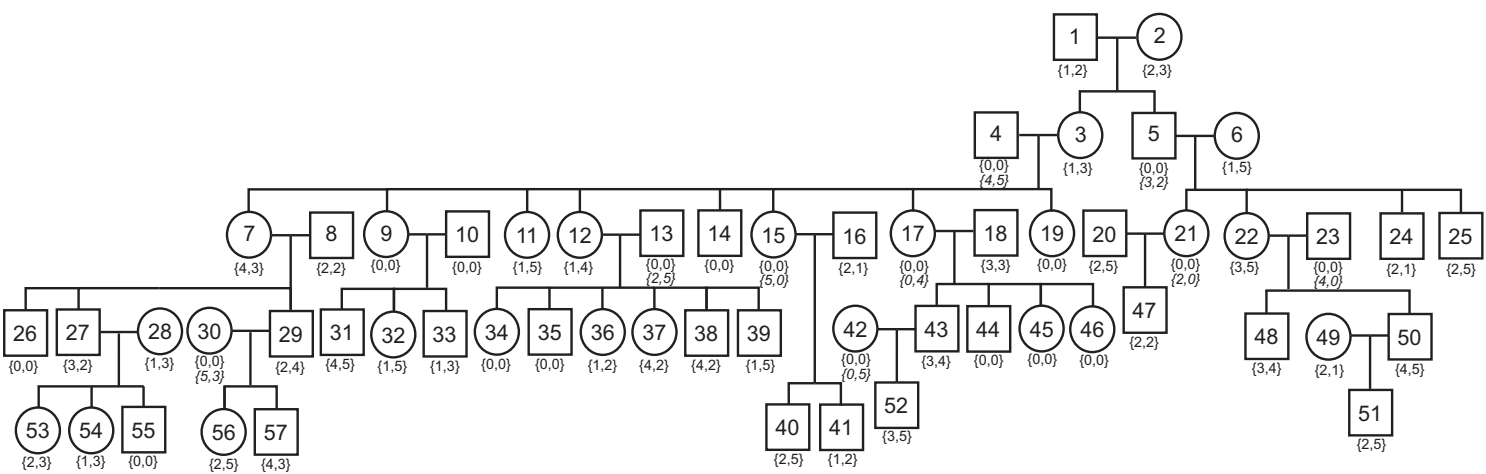 1 2
{1,2} {2,3}
4 3 5 6
{0,0} {1,3} {0,0} {1,5}
{4,5} {3,2}
7 8 9 10 11 12 13 14 15 16 17 18 19 20 21 22 23 24 25
{4,3} {2,2} {0,0} {0,0} {1,5} {1,4} {0,0} {0,0} {0,0} {2,1} {0,0} {3,3} {0,0} {2,5} {0,0} {3,5} {0,0} {2,1} {2,5}
{2,5} {5,0} {0,4} {2,0} {4,0}
26 27 28 30 29 31 32 33 34 35 36 37 38 39 42 43 44 45 46 47 48 49 50
{0,0} {3,2} {1,3} {0,0} {2,4} {4,5} {1,5} {1,3} {0,0} {0,0} {1,2} {4,2} {4,2} {1,5} {0,0} {3,4} {0,0} {0,0} {0,0} {2,2} {3,4} {2,1} {4,5}
{5,3} {0,5}
53 54 55 56 57 40 41 52 51
{2,3} {1,3} {0,0} {2,5} {4,3} {2,5} {1,2} {3,5} {2,5}